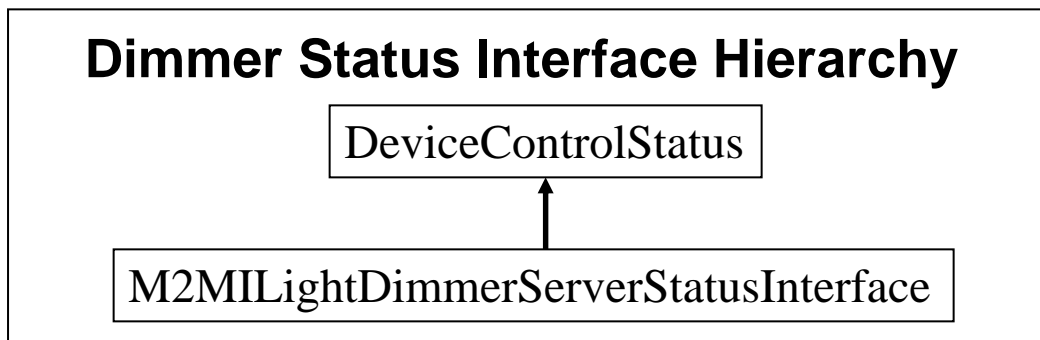 Dimmer Status Interface Hierarchy
DeviceControlStatus
M2MILightDimmerServerStatusInterface